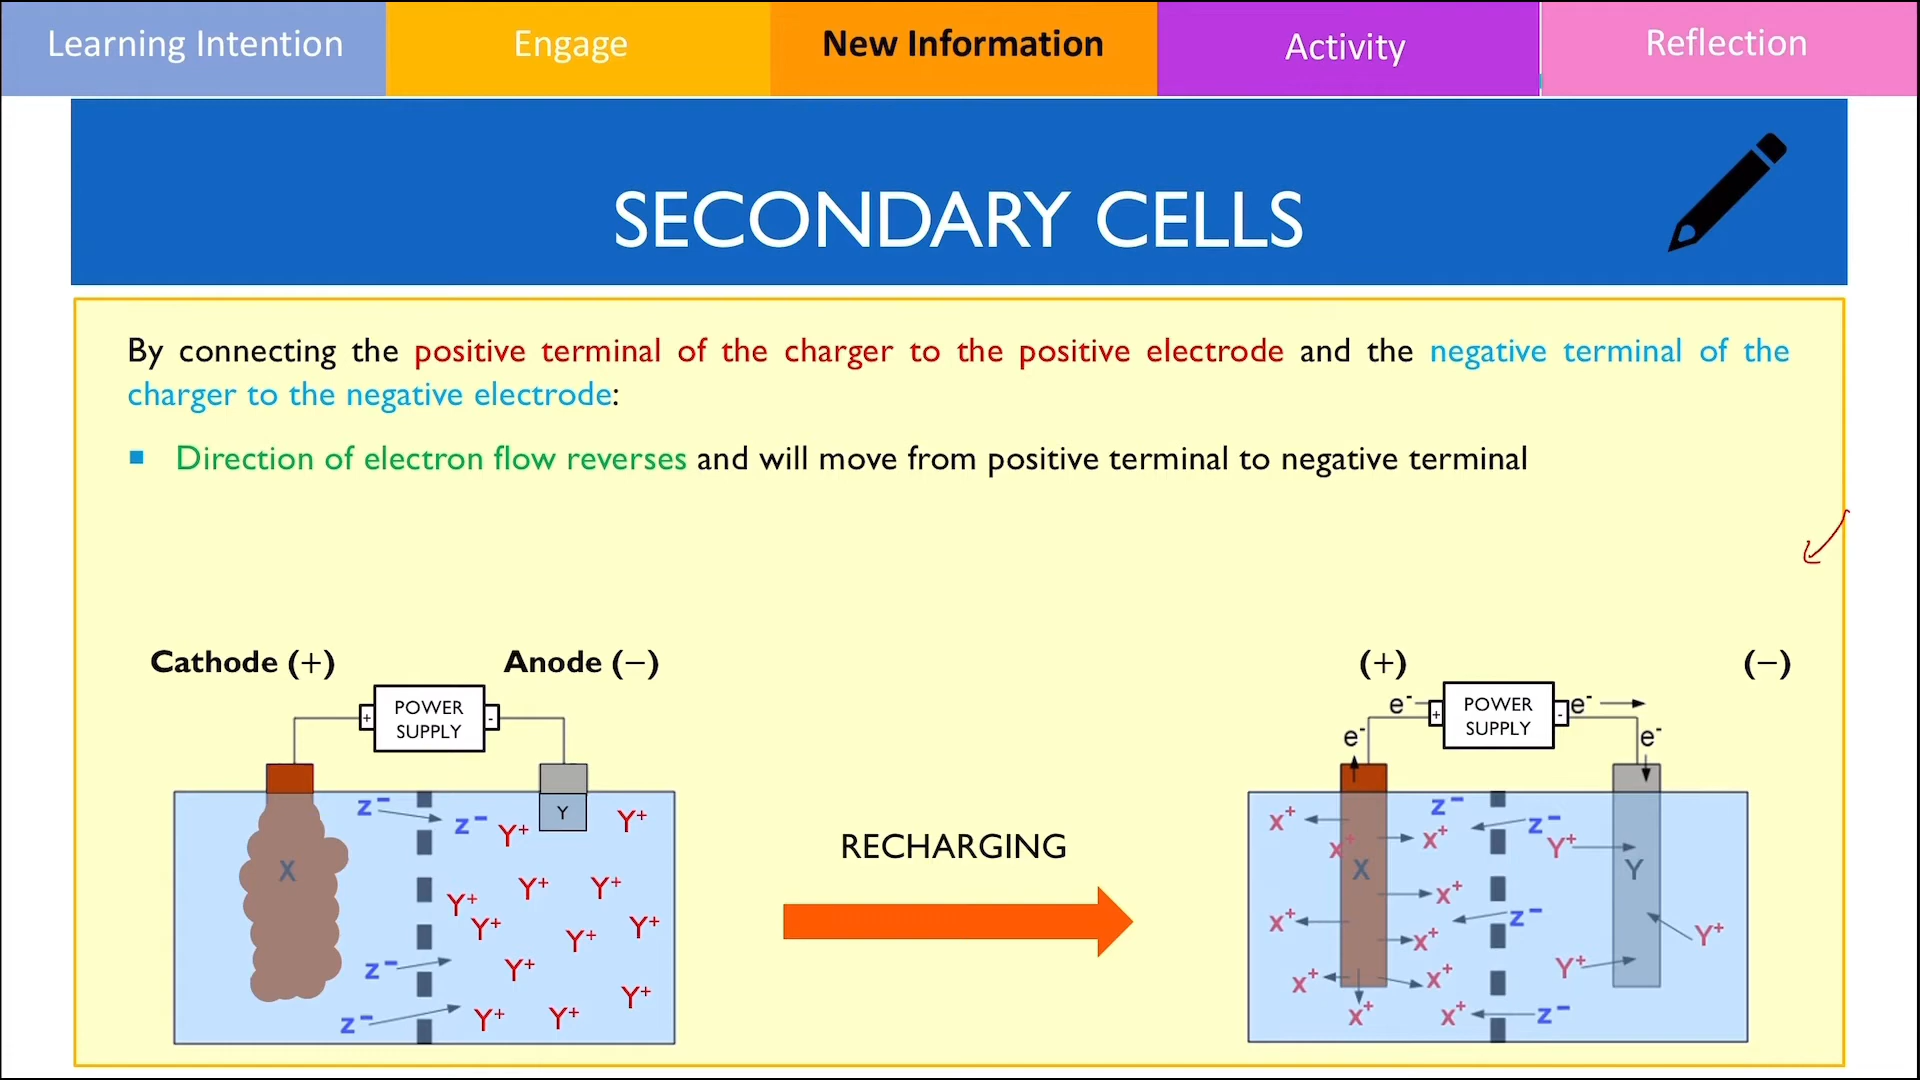 Learning Intention
Engage
New Information
Activity
Reflection
SECONDARY CELLS
By connecting the positive terminal of the charger to the positive electrode and the negative terminal of the
charger to the negative electrode:
Direction of electron flow reverses and will move from positive terminal to negative terminal
Cathode (+)
Anode (−)
+
POWER
SUPPLY
-
X
Y
z⁻
z⁻
z⁻
z⁻
Y⁺
Y⁺
Y⁺
Y⁺
Y⁺
Y⁺
Y⁺
Y⁺
Y⁺
Y⁺
Y⁺
Y⁺
RECHARGING
(+)
(−)
e⁻
+
POWER
SUPPLY
-
e⁻
e⁻
e⁻
X⁺
X⁺
X⁺
X
X⁺
X⁺
X⁺
X⁺
X⁺
X⁺
X⁺
X⁺
z⁻
z⁻
z⁻
z⁻
Y⁺
Y
Y⁺
Y⁺